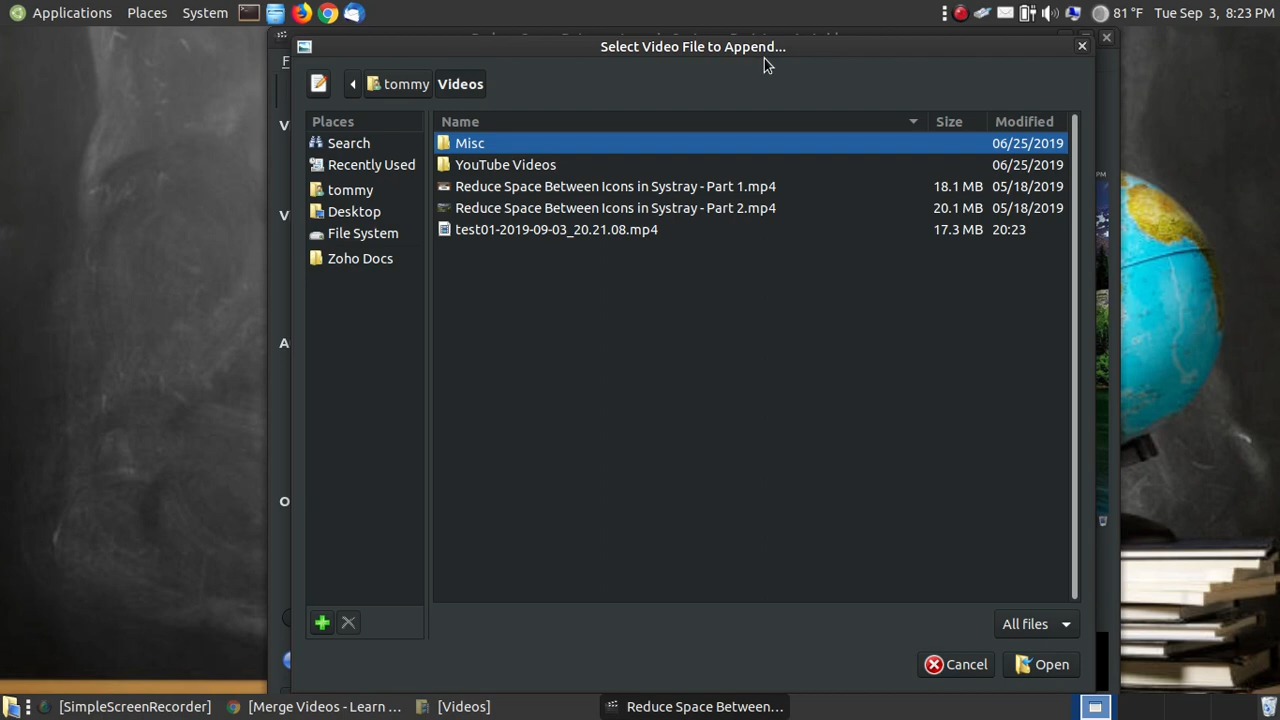 Applications Places System 81 °F Tue Sep 3, 8:23 PM
Select Video File to Append...
tommy Videos
Places
Search
Recently Used
tommy
Desktop
File System
Zoho Docs
Name Size Modified
Misc 06/25/2019
YouTube Videos 06/25/2019
Reduce Space Between Icons in Systray - Part 1.mp4 18.1 MB 05/18/2019
Reduce Space Between Icons in Systray - Part 2.mp4 20.1 MB 05/18/2019
test01-2019-09-03_20.21.08.mp4 17.3 MB 20:23
All files
Cancel Open
[SimpleScreenRecorder] [Merge Videos - Learn ... [Videos] Reduce Space Between...